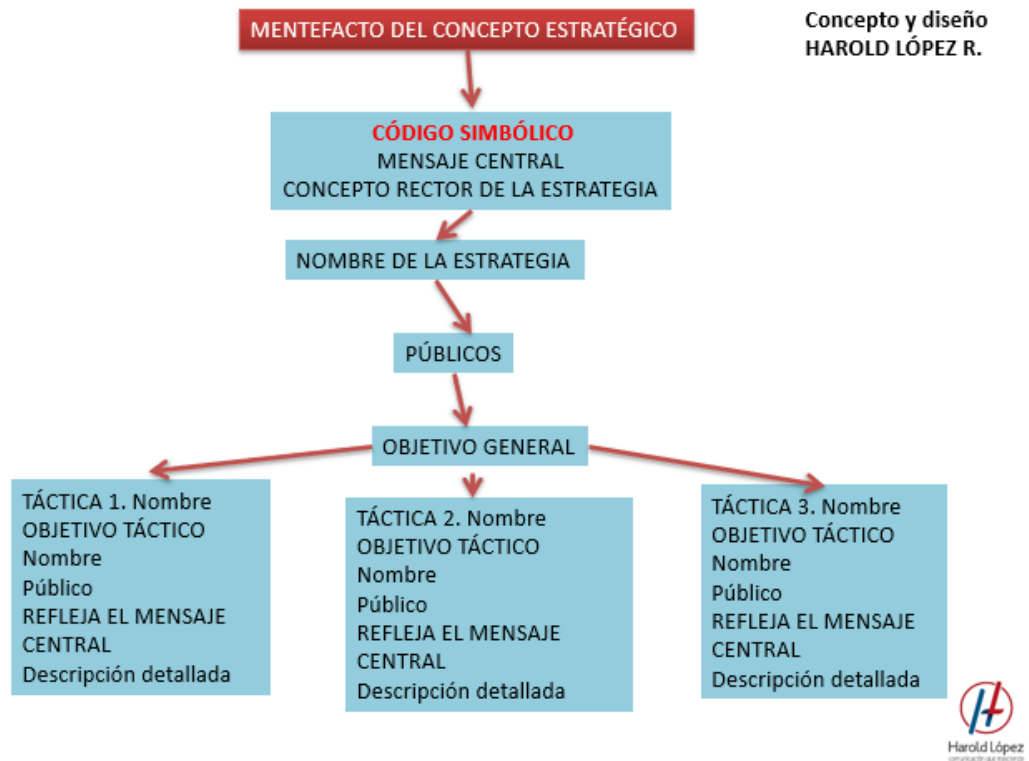 MENTEFACTO DEL CONCEPTO ESTRATÉGICO
Concepto y diseño
HAROLD LÓPEZ R.
CÓDIGO SIMBÓLICO
MENSAJE CENTRAL
CONCEPTO RECTOR DE LA ESTRATEGIA
NOMBRE DE LA ESTRATEGIA
PÚBLICOS
OBJETIVO GENERAL
TÁCTICA 1. Nombre
OBJETIVO TÁCTICO
Nombre
Público
REFLEJA EL MENSAJE
CENTRAL
Descripción detallada
TÁCTICA 2. Nombre
OBJETIVO TÁCTICO
Nombre
Público
REFLEJA EL MENSAJE
CENTRAL
Descripción detallada
TÁCTICA 3. Nombre
OBJETIVO TÁCTICO
Nombre
Público
REFLEJA EL MENSAJE
CENTRAL
Descripción detallada
Harold López
comunicación que trasciende